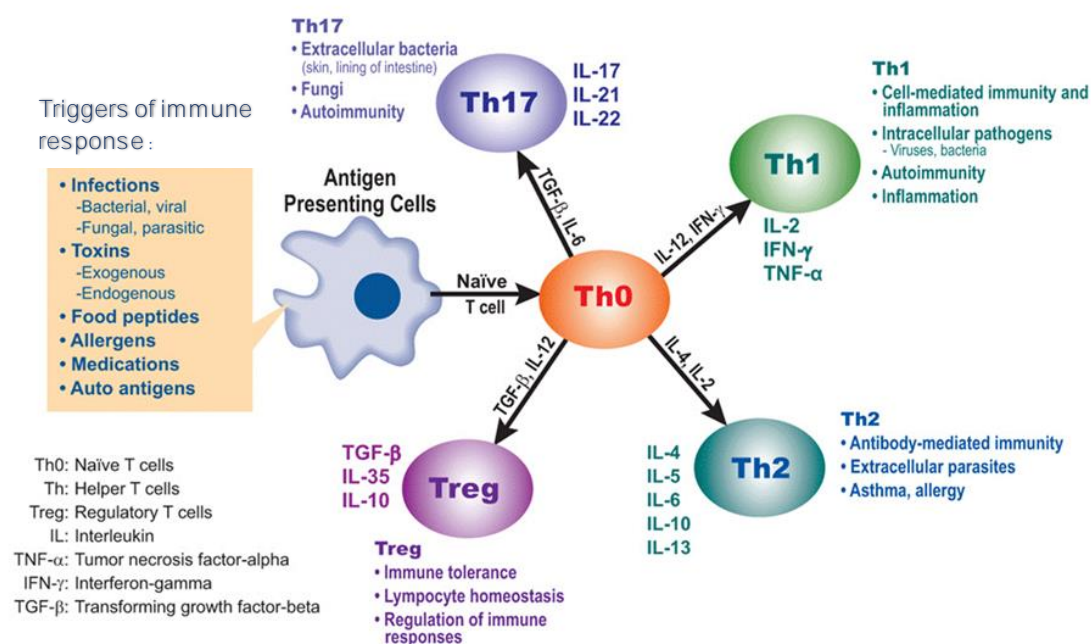 Triggers of immune
response :
• Infections
-Bacterial, viral
-Fungal, parasitic
• Toxins
-Exogenous
-Endogenous
• Food peptides
• Allergens
• Medications
• Auto antigens
Antigen
Presenting Cells
Naïve
T cell
Th0
Th17
• Extracellular bacteria
(skin, lining of intestine)
• Fungi
• Autoimmunity
Th17
IL-17
IL-21
IL-22
TGF-β, IL-6
Th1
• Cell-mediated immunity and
inflammation
• Intracellular pathogens
- Viruses, bacteria
• Autoimmunity
• Inflammation
Th1
IL-2
IFN-γ
TNF-α
IL-12, IFN-γ
TGF-β, IL-12
TGF-β
IL-35
IL-10
Treg
Treg
• Immune tolerance
• Lympocyte homeostasis
• Regulation of immune
responses
IL-4, IL-2
IL-4
IL-5
IL-6
IL-10
IL-13
Th2
Th2
• Antibody-mediated immunity
• Extracellular parasites
• Asthma, allergy
Th0: Naïve T cells
Th: Helper T cells
Treg: Regulatory T cells
IL: Interleukin
TNF-α: Tumor necrosis factor-alpha
IFN-γ: Interferon-gamma
TGF-β: Transforming growth factor-beta